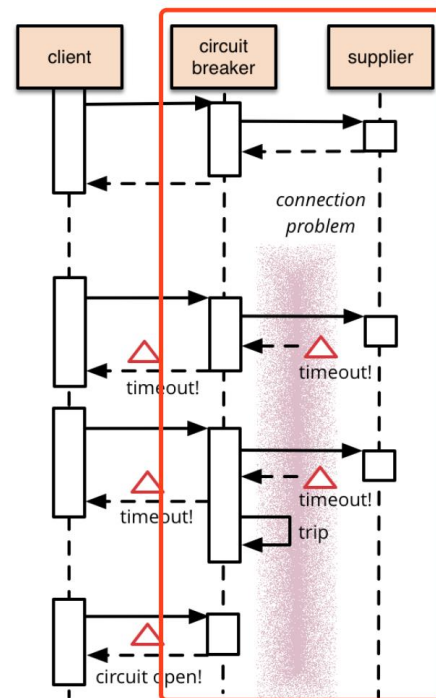 client
circuit
breaker
supplier
connection
problem
timeout!
timeout!
timeout!
timeout!
trip
circuit open!